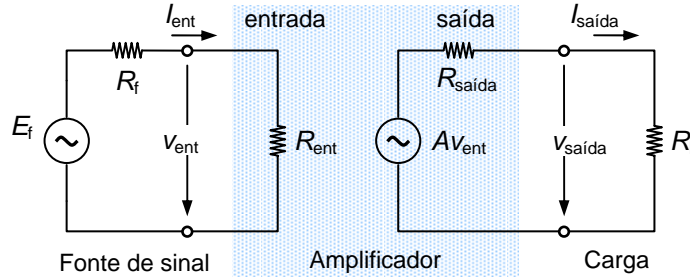 I_ent entrada saída I_saída
R_f R_saída
E_f v_ent R_ent Av_ent v_saída R
Fonte de sinal Amplificador Carga